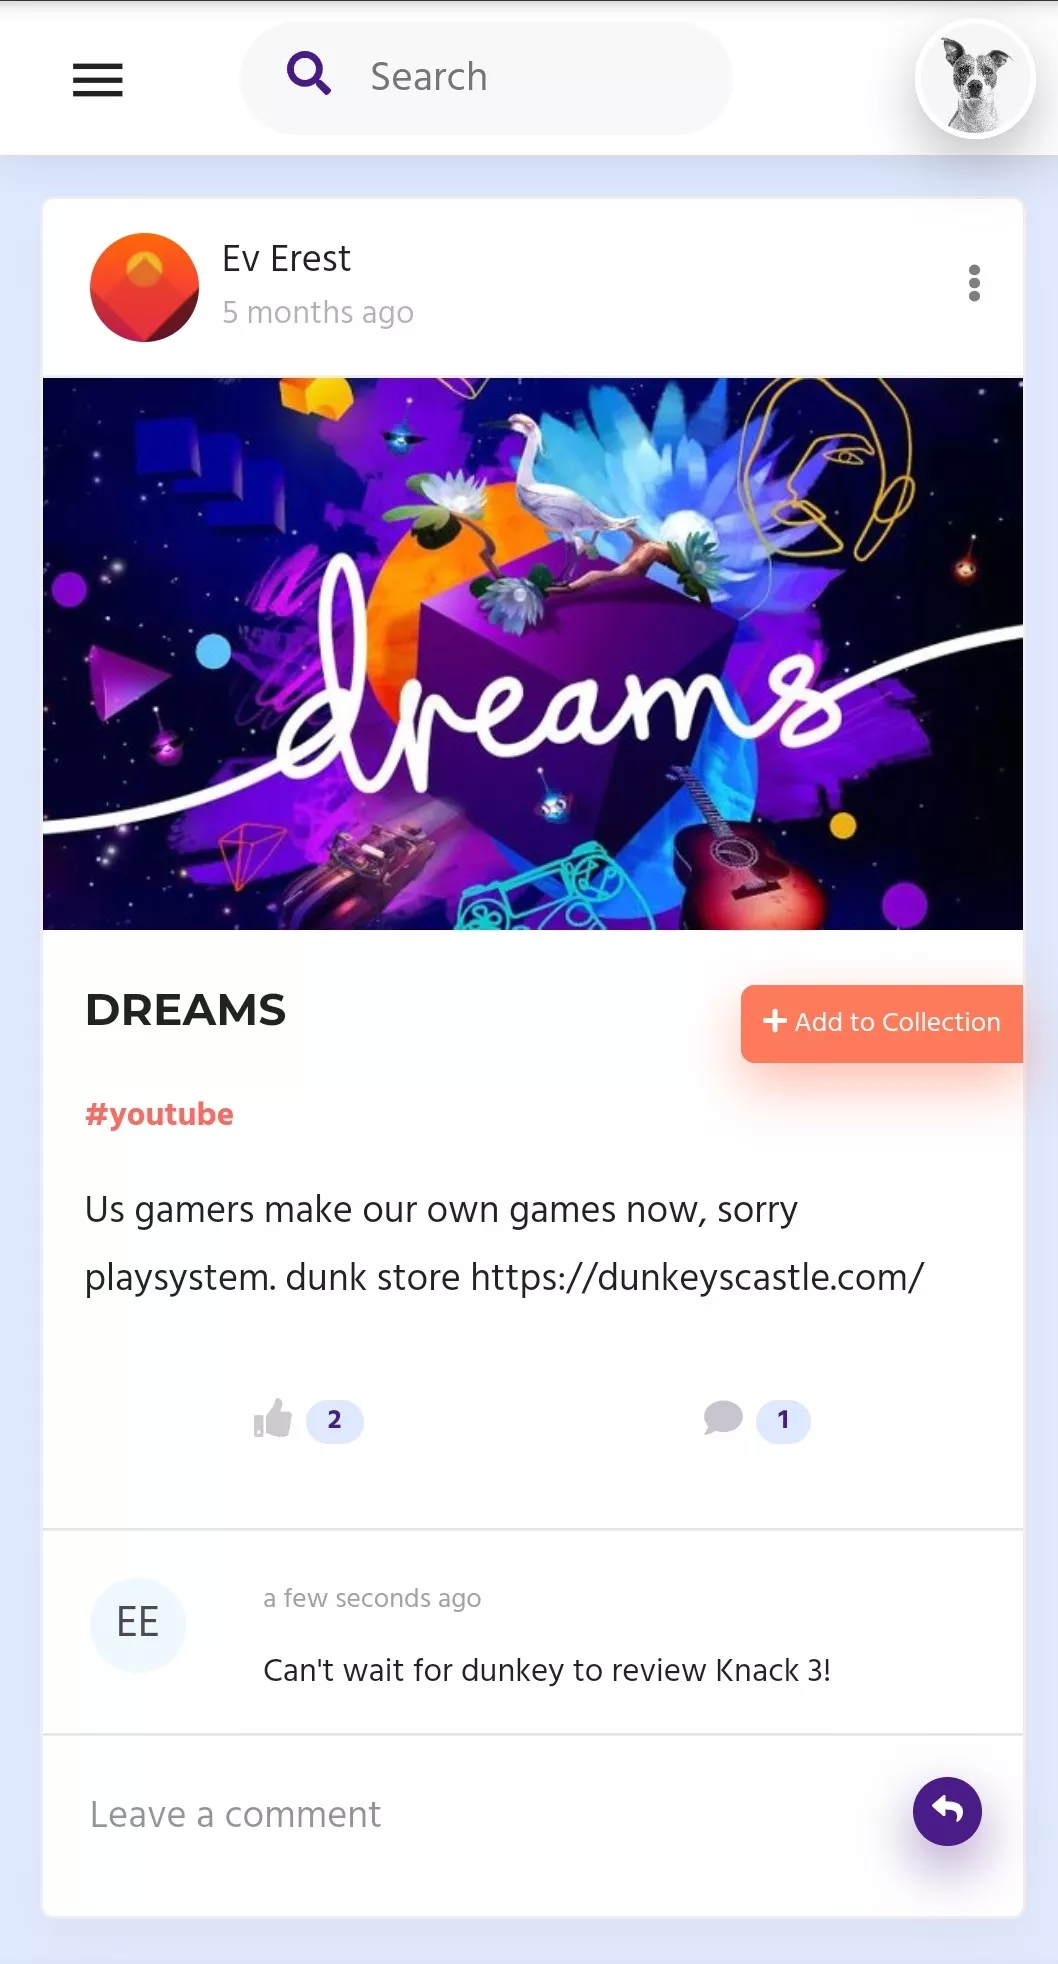 Search
Ev Erest
5 months ago
dreams
DREAMS
Add to Collection
#youtube
Us gamers make our own games now, sorry
playsystem. dunk store https://dunkeyscastle.com/
2
1
EE
a few seconds ago
Can't wait for dunkey to review Knack 3!
Leave a comment